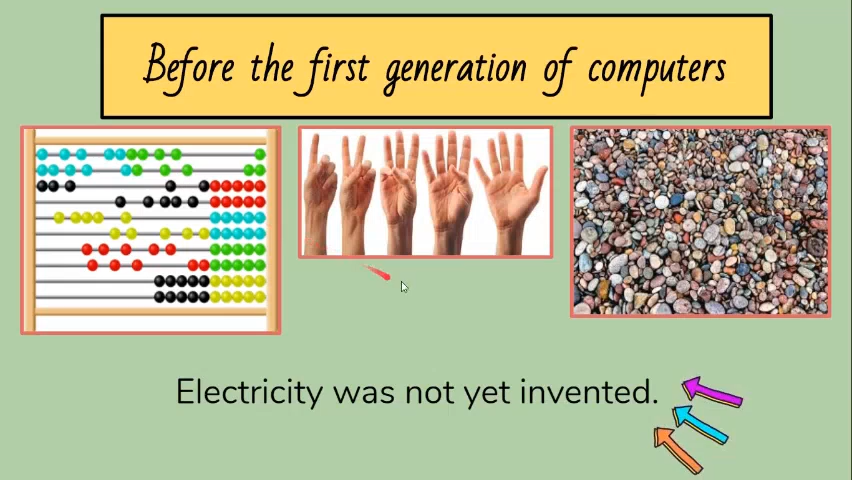 Before the first generation of computers
Electricity was not yet invented.